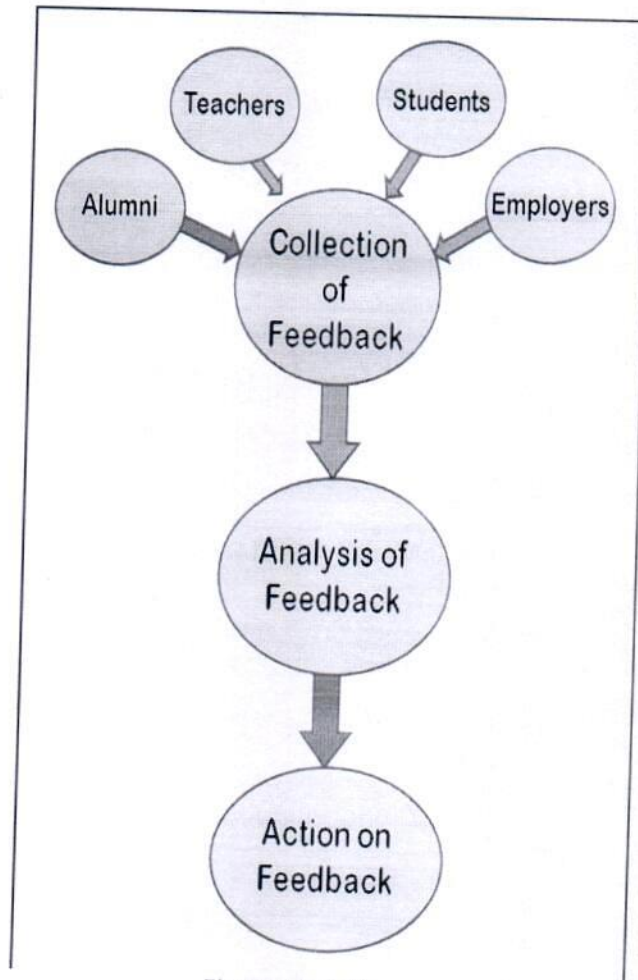 Teachers
Students
Alumni
Employers
Collection
of
Feedback
Analysis of
Feedback
Action on
Feedback